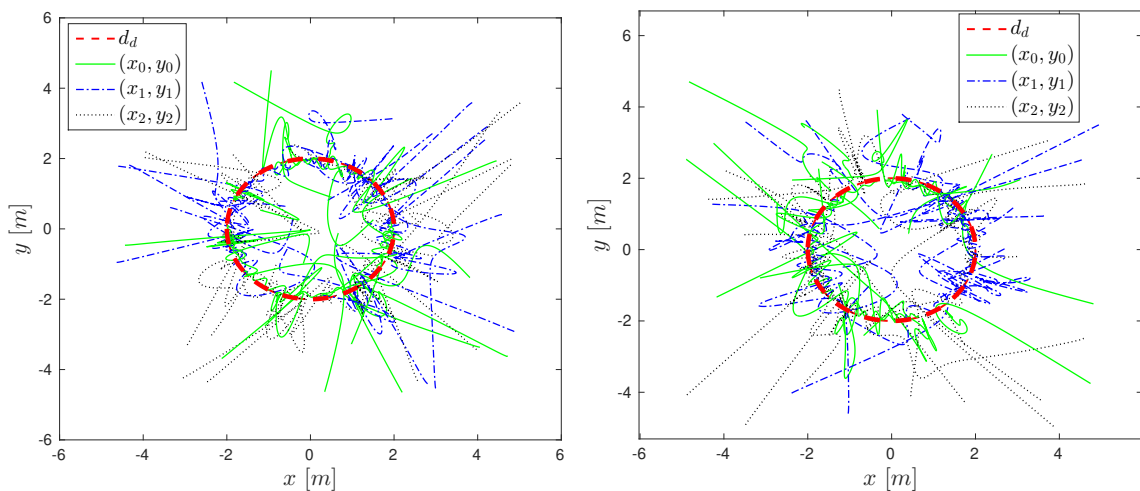 d_d
(x_0, y_0)
(x_1, y_1)
(x_2, y_2)
6
4
2
0
-2
-4
-6
y [m]
-6 -4 -2 0 2 4 6
x [m]
d_d
(x_0, y_0)
(x_1, y_1)
(x_2, y_2)
6
4
2
0
-2
-4
y [m]
-6 -4 -2 0 2 4 6
x [m]